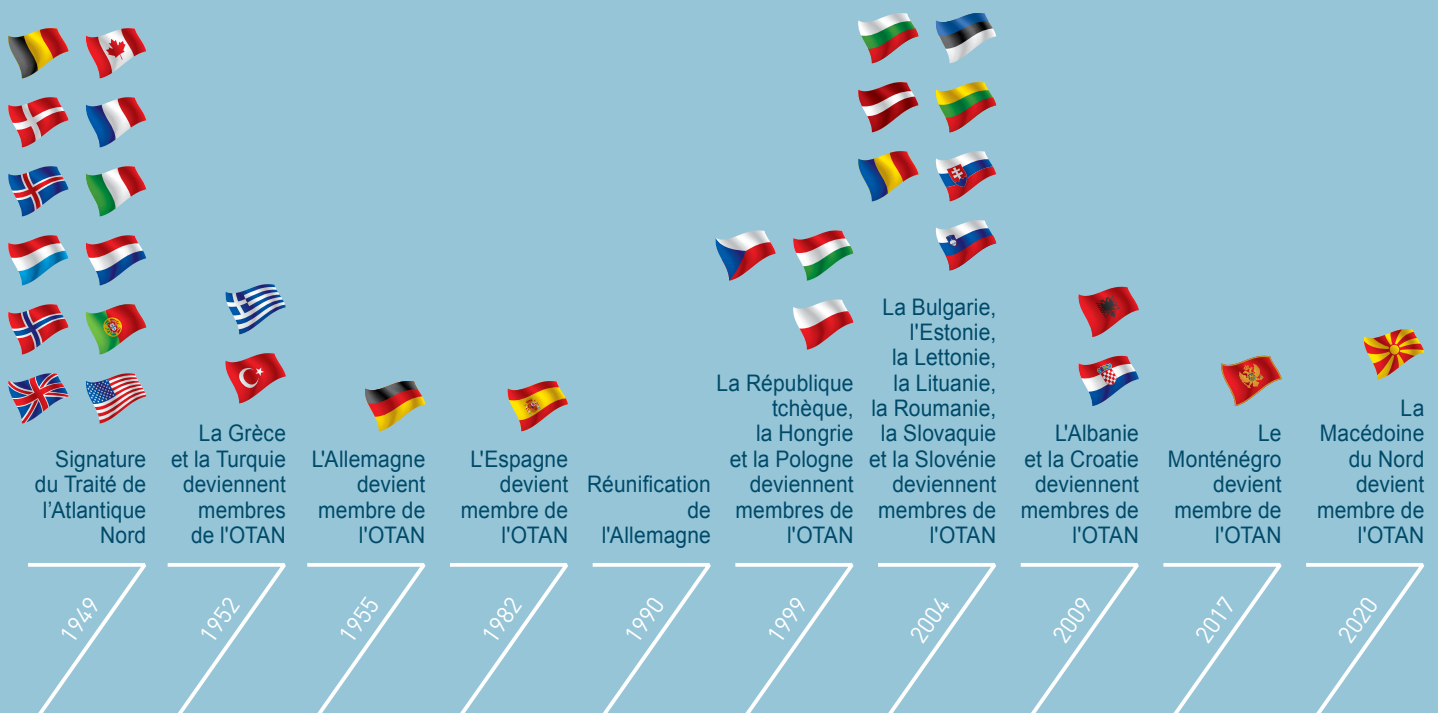 Signature
du Traité de
l’Atlantique
Nord
1949
La Grèce
et la Turquie
deviennent
membres
de l'OTAN
1952
L'Allemagne
devient
membre de
l'OTAN
1955
L'Espagne
devient
membre de
l'OTAN
1982
Réunification
de
l'Allemagne
1990
La République
tchèque,
la Hongrie
et la Pologne
deviennent
membres de
l'OTAN
1999
La Bulgarie,
l'Estonie,
la Lettonie,
la Lituanie,
la Roumanie,
la Slovaquie
et la Slovénie
deviennent
membres de
l'OTAN
2004
L'Albanie
et la Croatie
deviennent
membres de
l'OTAN
2009
Le
Monténégro
devient
membre de
l'OTAN
2017
La
Macédoine
du Nord
devient
membre de
l'OTAN
2020